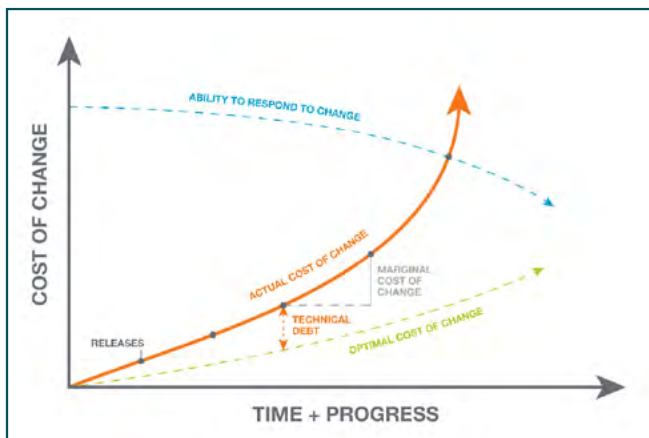 ABILITY TO RESPOND TO CHANGE
COST OF CHANGE
ACTUAL COST OF CHANGE
MARGINAL
COST OF
CHANGE
TECHNICAL
DEBT
RELEASES
OPTIMAL COST OF CHANGE
TIME + PROGRESS